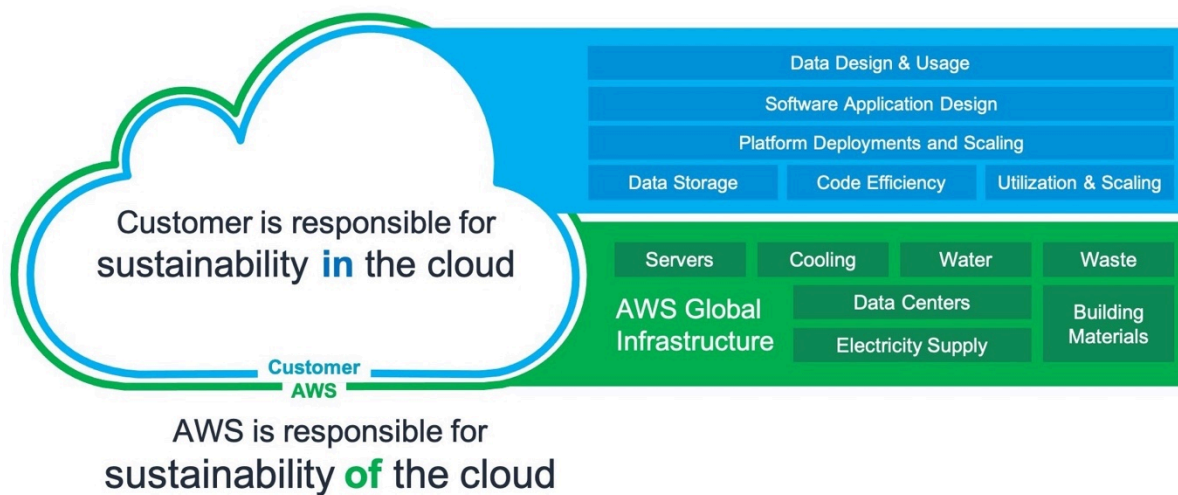 Data Design & Usage
Software Application Design
Platform Deployments and Scaling
Data Storage
Code Efficiency
Utilization & Scaling
Customer is responsible for
sustainability in the cloud
Servers
Cooling
Water
Waste
AWS Global
Infrastructure
Data Centers
Electricity Supply
Building
Materials
Customer
AWS
AWS is responsible for
sustainability of the cloud